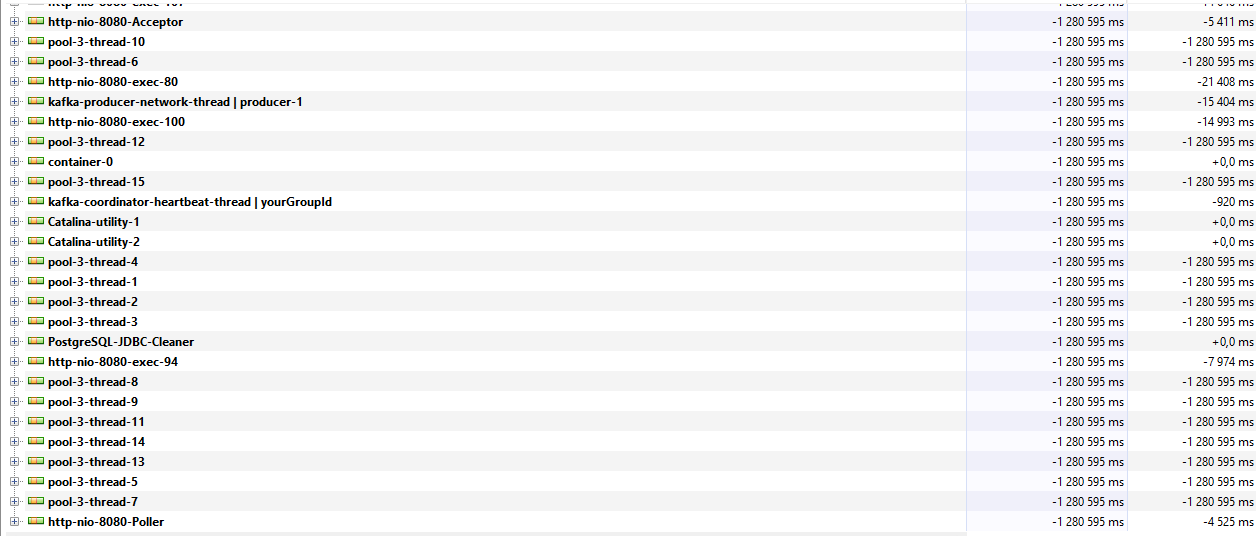 http-nio-8080-Acceptor -1 280 595 ms -5 411 ms
pool-3-thread-10 -1 280 595 ms -1 280 595 ms
pool-3-thread-6 -1 280 595 ms -1 280 595 ms
http-nio-8080-exec-80 -1 280 595 ms -21 408 ms
kafka-producer-network-thread | producer-1 -1 280 595 ms -15 404 ms
http-nio-8080-exec-100 -1 280 595 ms -14 993 ms
pool-3-thread-12 -1 280 595 ms -1 280 595 ms
container-0 -1 280 595 ms +0,0 ms
pool-3-thread-15 -1 280 595 ms -1 280 595 ms
kafka-coordinator-heartbeat-thread | yourGroupId -1 280 595 ms -920 ms
Catalina-utility-1 -1 280 595 ms +0,0 ms
Catalina-utility-2 -1 280 595 ms +0,0 ms
pool-3-thread-4 -1 280 595 ms -1 280 595 ms
pool-3-thread-1 -1 280 595 ms -1 280 595 ms
pool-3-thread-2 -1 280 595 ms -1 280 595 ms
pool-3-thread-3 -1 280 595 ms -1 280 595 ms
PostgreSQL-JDBC-Cleaner -1 280 595 ms +0,0 ms
http-nio-8080-exec-94 -1 280 595 ms -7 974 ms
pool-3-thread-8 -1 280 595 ms -1 280 595 ms
pool-3-thread-9 -1 280 595 ms -1 280 595 ms
pool-3-thread-11 -1 280 595 ms -1 280 595 ms
pool-3-thread-14 -1 280 595 ms -1 280 595 ms
pool-3-thread-13 -1 280 595 ms -1 280 595 ms
pool-3-thread-5 -1 280 595 ms -1 280 595 ms
pool-3-thread-7 -1 280 595 ms -1 280 595 ms
http-nio-8080-Poller -1 280 595 ms -4 525 ms